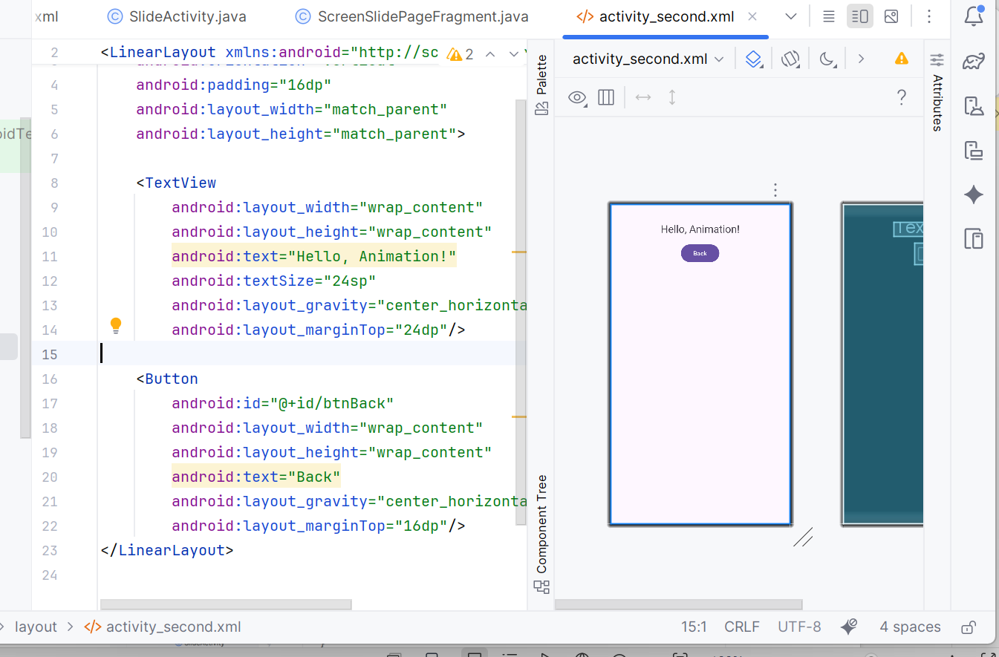 xml
SlideActivity.java
ScreenSlidePageFragment.java
</> activity_second.xml
2 <LinearLayout xmlns:android="http://sc
2
4 android:padding="16dp"
5 android:layout_width="match_parent"
6 android:layout_height="match_parent">
7
8 <TextView
9 android:layout_width="wrap_content"
10 android:layout_height="wrap_content"
11 android:text="Hello, Animation!"
12 android:textSize="24sp"
13 android:layout_gravity="center_horizonta
14 android:layout_marginTop="24dp"/>
15
16 <Button
17 android:id="@+id/btnBack"
18 android:layout_width="wrap_content"
19 android:layout_height="wrap_content"
20 android:text="Back"
21 android:layout_gravity="center_horizonta
22 android:layout_marginTop="16dp"/>
23 </LinearLayout>
24
oidTe
Palette
Component Tree
activity_second.xml
?
Attributes
Hello, Animation!
Back
Tex
layout > </> activity_second.xml
15:1 CRLF UTF-8 4 spaces